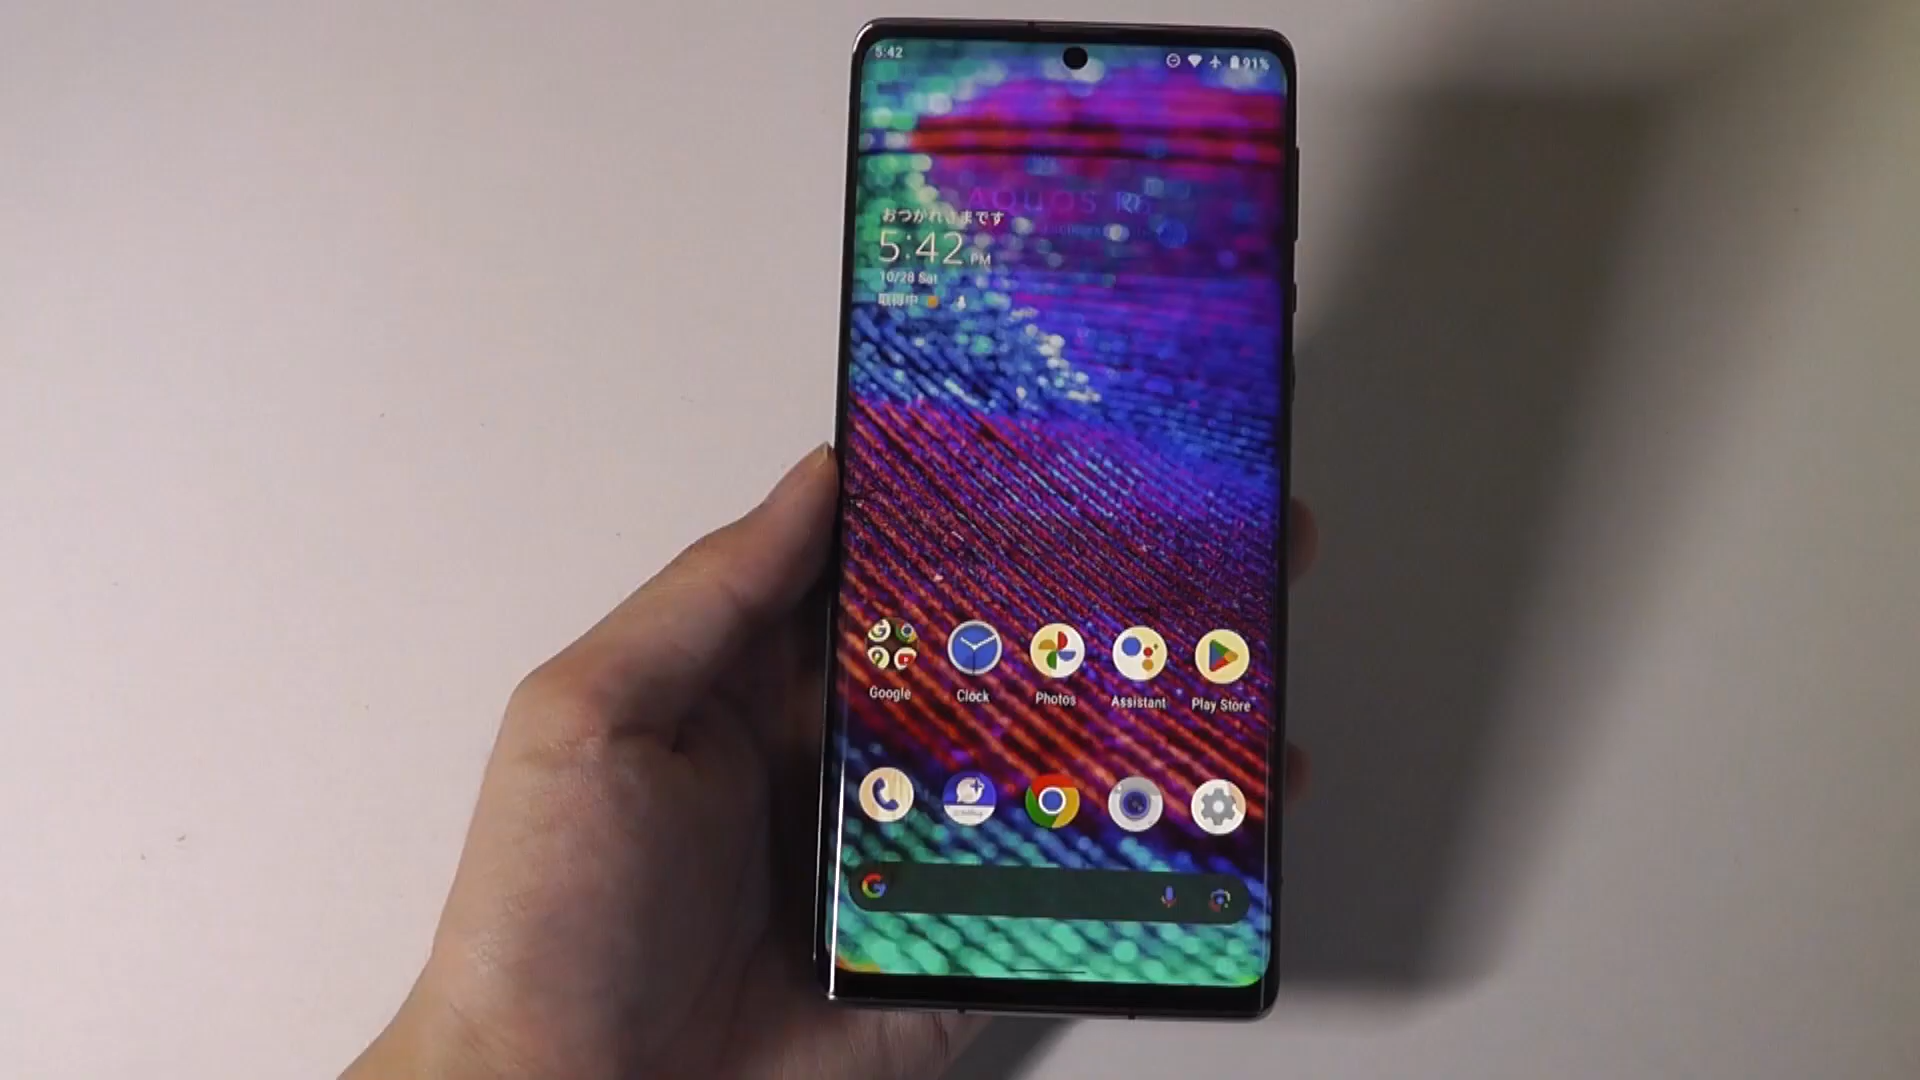 5:42
91%
AQUOS R6
おつかれさまです
5:42 PM
10/28 Sat
取得中
Google
Clock
Photos
Assistant
Play Store